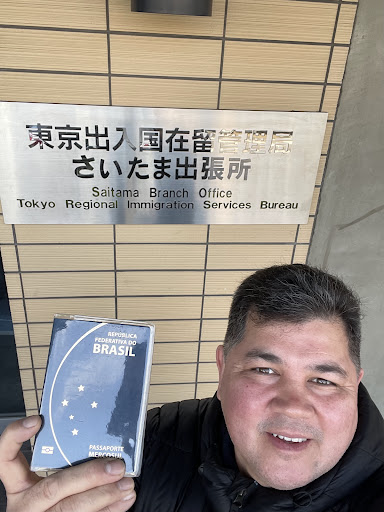 東京出入国在留管理局
さいたま出張所
Saitama Branch Office
Tokyo Regional Immigration Services Bureau
REPÚBLICA
FEDERATIVA DO
BRASIL
PASSAPORTE
MERCOSUL